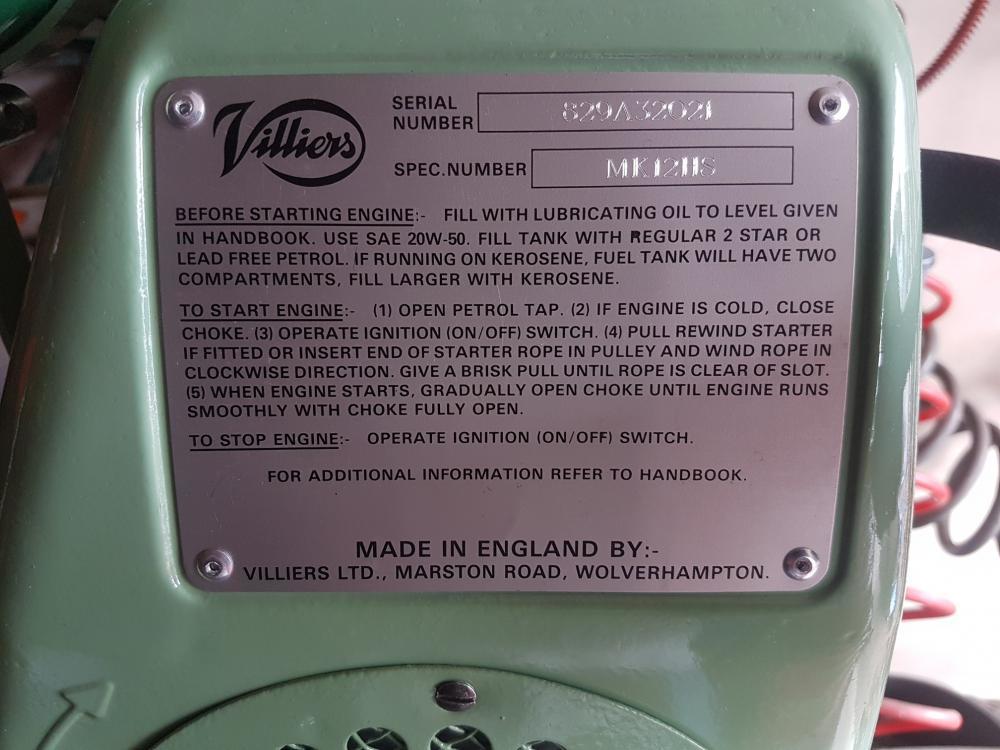 Villiers
SERIAL NUMBER 829A32021
SPEC.NUMBER MK12HS
BEFORE STARTING ENGINE:- FILL WITH LUBRICATING OIL TO LEVEL GIVEN
IN HANDBOOK. USE SAE 20W-50. FILL TANK WITH REGULAR 2 STAR OR
LEAD FREE PETROL. IF RUNNING ON KEROSENE, FUEL TANK WILL HAVE TWO
COMPARTMENTS, FILL LARGER WITH KEROSENE.
TO START ENGINE:- (1) OPEN PETROL TAP. (2) IF ENGINE IS COLD, CLOSE
CHOKE. (3) OPERATE IGNITION (ON/OFF) SWITCH. (4) PULL REWIND STARTER
IF FITTED OR INSERT END OF STARTER ROPE IN PULLEY AND WIND ROPE IN
CLOCKWISE DIRECTION. GIVE A BRISK PULL UNTIL ROPE IS CLEAR OF SLOT.
(5) WHEN ENGINE STARTS, GRADUALLY OPEN CHOKE UNTIL ENGINE RUNS
SMOOTHLY WITH CHOKE FULLY OPEN.
TO STOP ENGINE:- OPERATE IGNITION (ON/OFF) SWITCH.
FOR ADDITIONAL INFORMATION REFER TO HANDBOOK.
MADE IN ENGLAND BY:-
VILLIERS LTD., MARSTON ROAD, WOLVERHAMPTON.